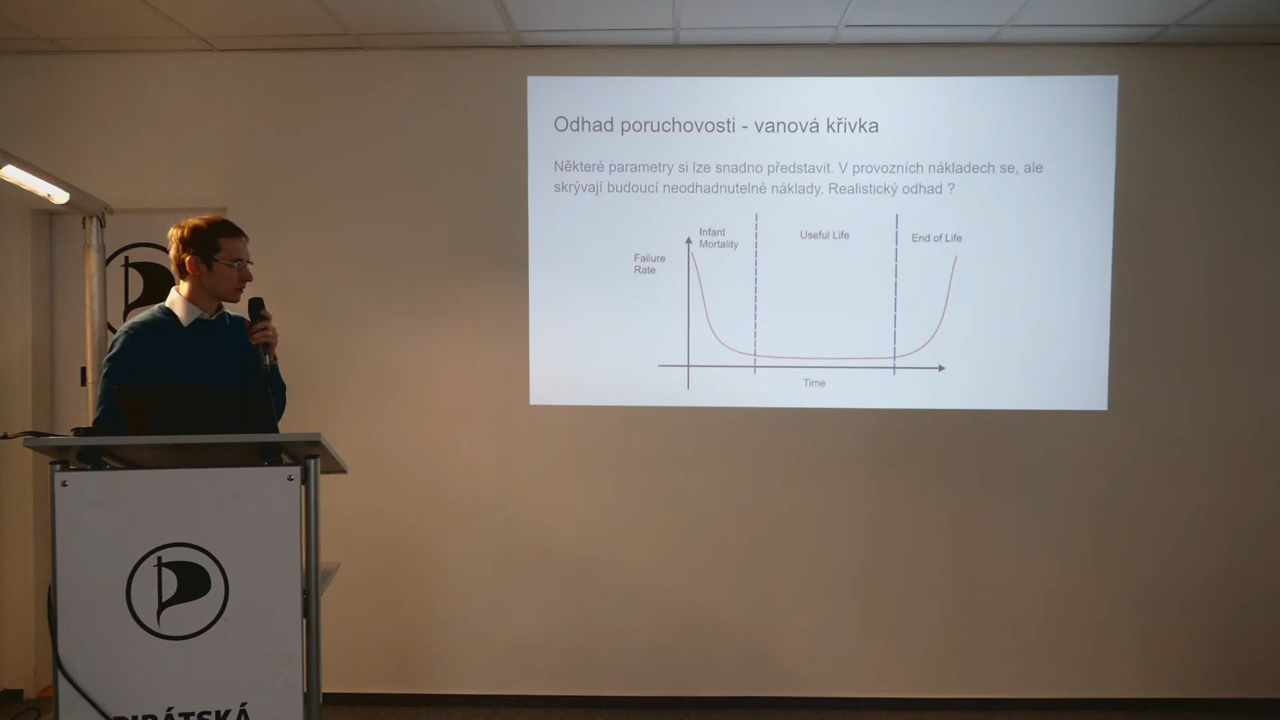 Odhad poruchovosti - vanová křivka
Některé parametry si lze snadno představit. V provozních nákladech se, ale
skrývají budoucí neodhadnutelné náklady. Realistický odhad ?
Infant
Mortality
Useful Life
End of Life
Failure
Rate
Time
PIRÁTSKÁ